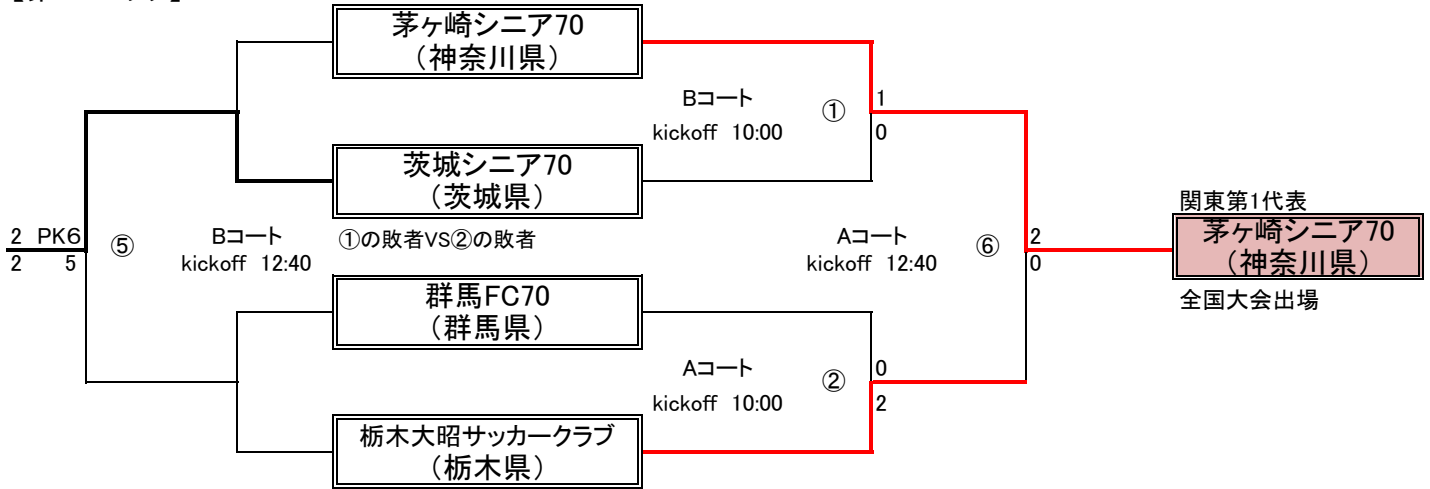 茅ヶ崎シニア70
（神奈川県）
Bコート
①
1
kickoff 10:00
0
茨城シニア70
（茨城県）
関東第1代表
2 PK6
⑤
Bコート
①の敗者VS②の敗者
Aコート
⑥
2
茅ヶ崎シニア70
2 5
kickoff 12:40
kickoff 12:40
0
（神奈川県）
群馬FC70
全国大会出場
（群馬県）
Aコート
②
0
kickoff 10:00
2
栃木大昭サッカークラブ
（栃木県）